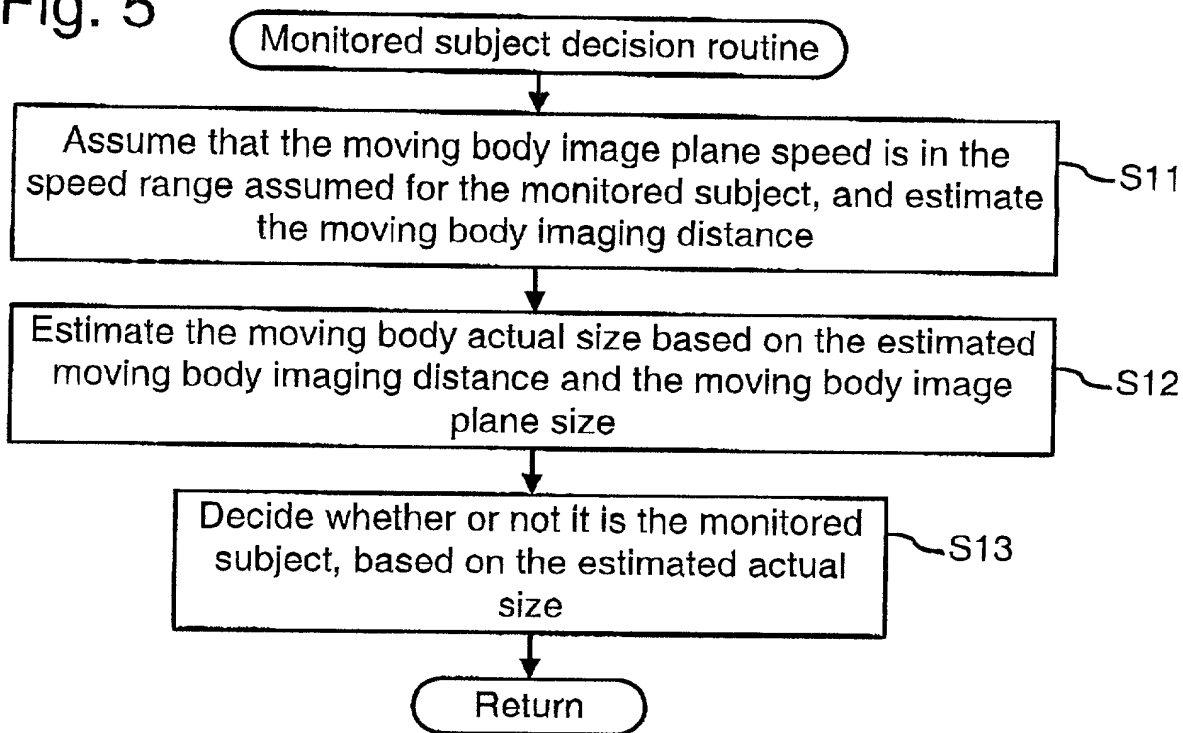 Fig. 5
Monitored subject decision routine
Assume that the moving body image plane speed is in the
speed range assumed for the monitored subject, and estimate
the moving body imaging distance
S11
Estimate the moving body actual size based on the estimated
moving body imaging distance and the moving body image
plane size
S12
Decide whether or not it is the monitored
subject, based on the estimated actual
size
S13
Return